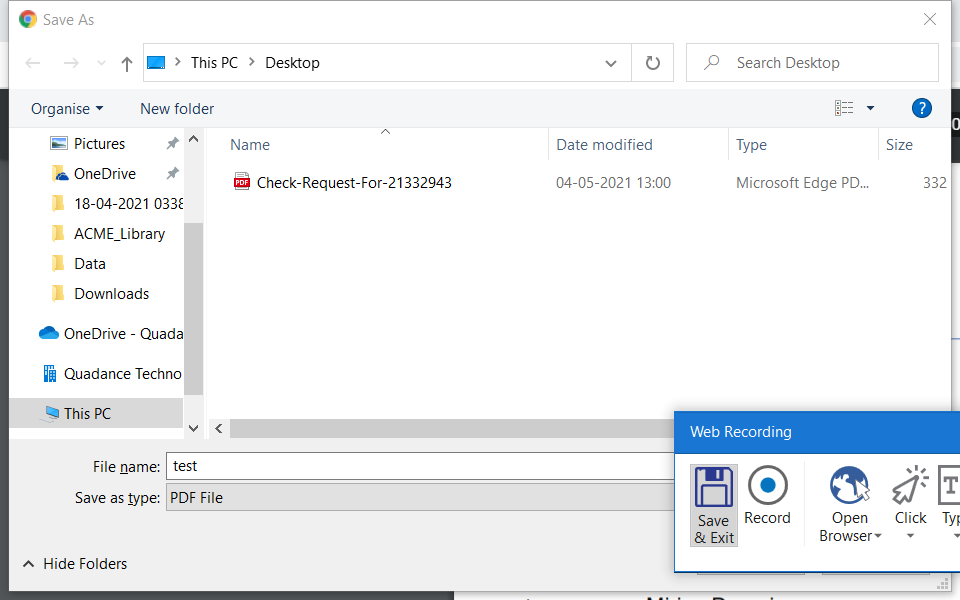 Save As
This PC
Desktop
Search Desktop
Organise
New folder
?
Name
Date modified
Type
Size
Pictures
OneDrive
18-04-2021 0338
ACME_Library
Data
Downloads
OneDrive - Quada
Quadance Techno
This PC
PDF
Check-Request-For-21332943
04-05-2021 13:00
Microsoft Edge PD...
332
File name:
test
Save as type:
PDF File
Hide Folders
Web Recording
Save
& Exit
Record
Open
Browser
Click
Typ